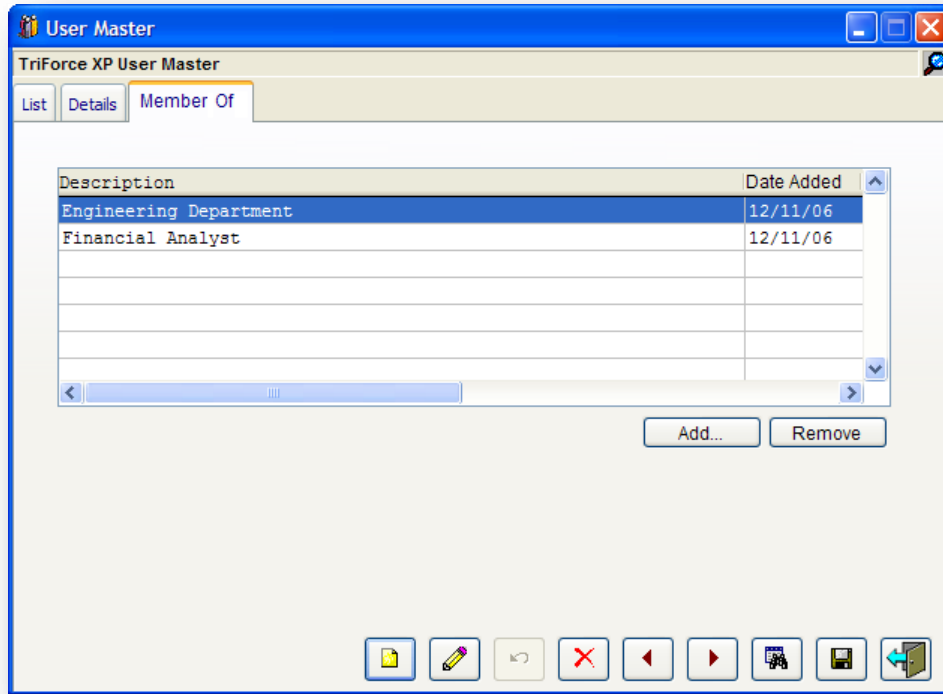 User Master
TriForce XP User Master
List Details Member Of
Description Date Added
Engineering Department 12/11/06
Financial Analyst 12/11/06
Add... Remove